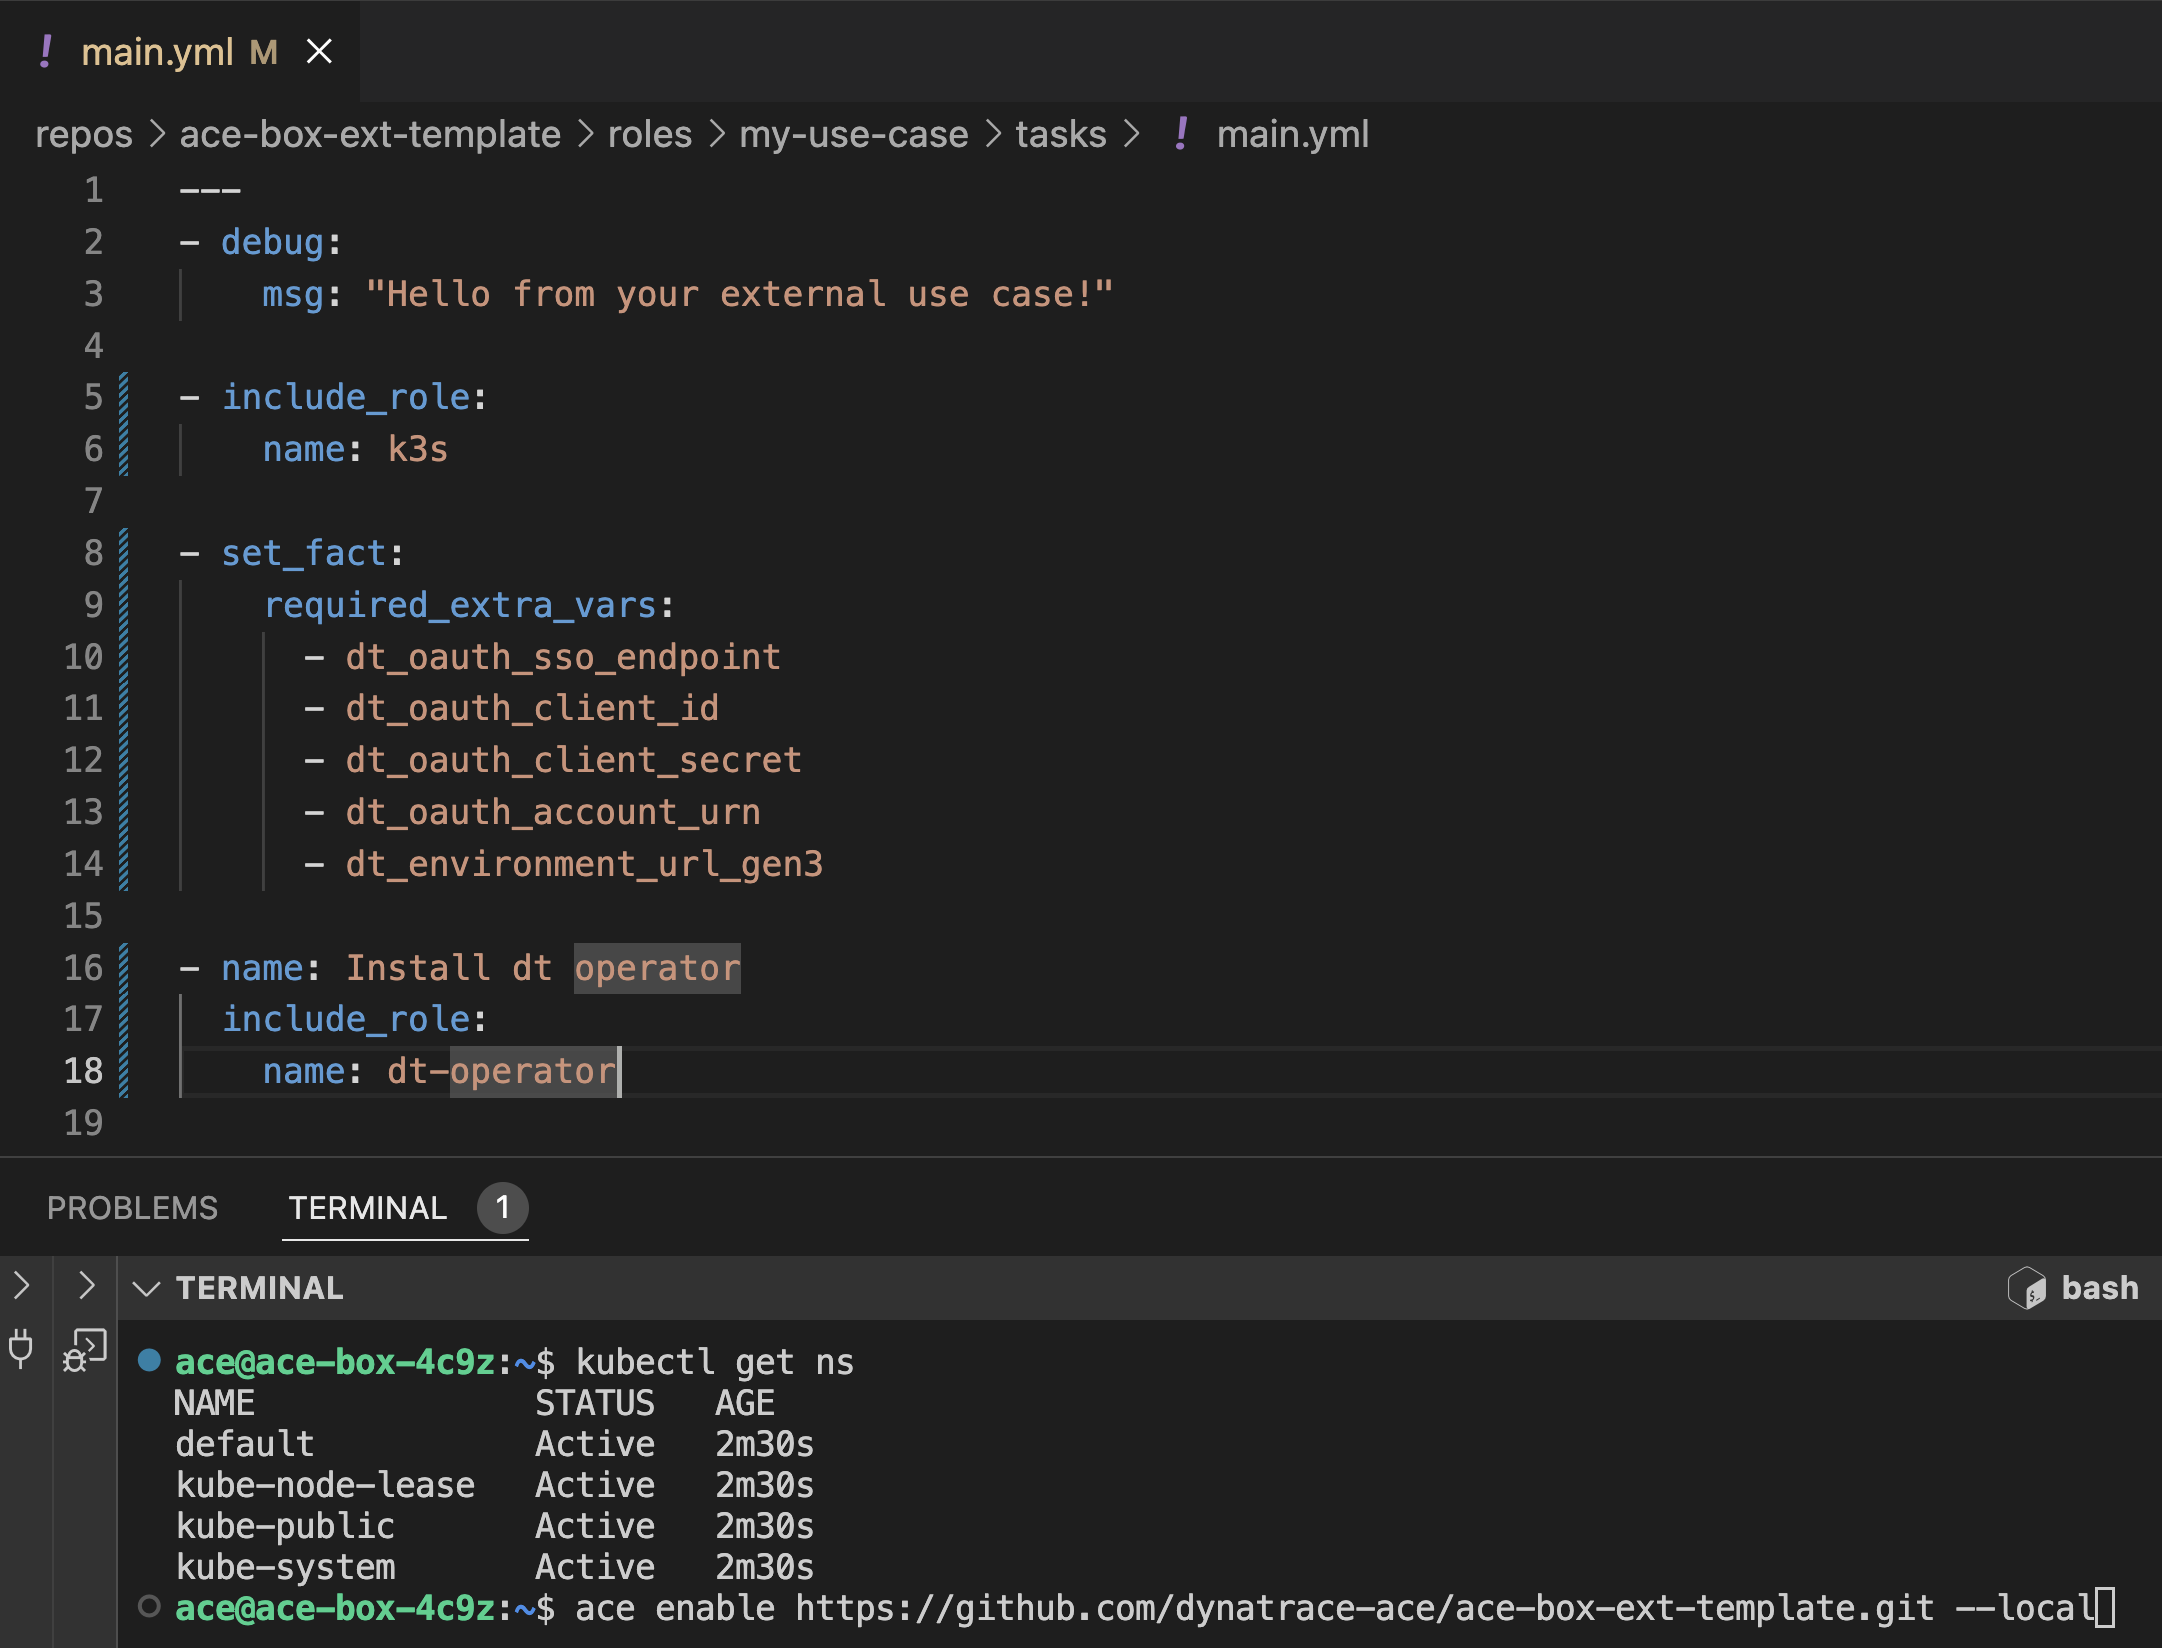 ! main.yml M
repos > ace-box-ext-template > roles > my-use-case > tasks > ! main.yml
1 ---
2 - debug:
3     msg: "Hello from your external use case!"
4
5 - include_role:
6     name: k3s
7
8 - set_fact:
9     required_extra_vars:
10       - dt_oauth_sso_endpoint
11       - dt_oauth_client_id
12       - dt_oauth_client_secret
13       - dt_oauth_account_urn
14       - dt_environment_url_gen3
15
16 - name: Install dt operator
17   include_role:
18     name: dt-operator
19
PROBLEMS TERMINAL 1
TERMINAL bash
ace@ace-box-4c9z:~$ kubectl get ns
NAME              STATUS   AGE
default           Active   2m30s
kube-node-lease   Active   2m30s
kube-public       Active   2m30s
kube-system       Active   2m30s
ace@ace-box-4c9z:~$ ace enable https://github.com/dynatrace-ace/ace-box-ext-template.git --local